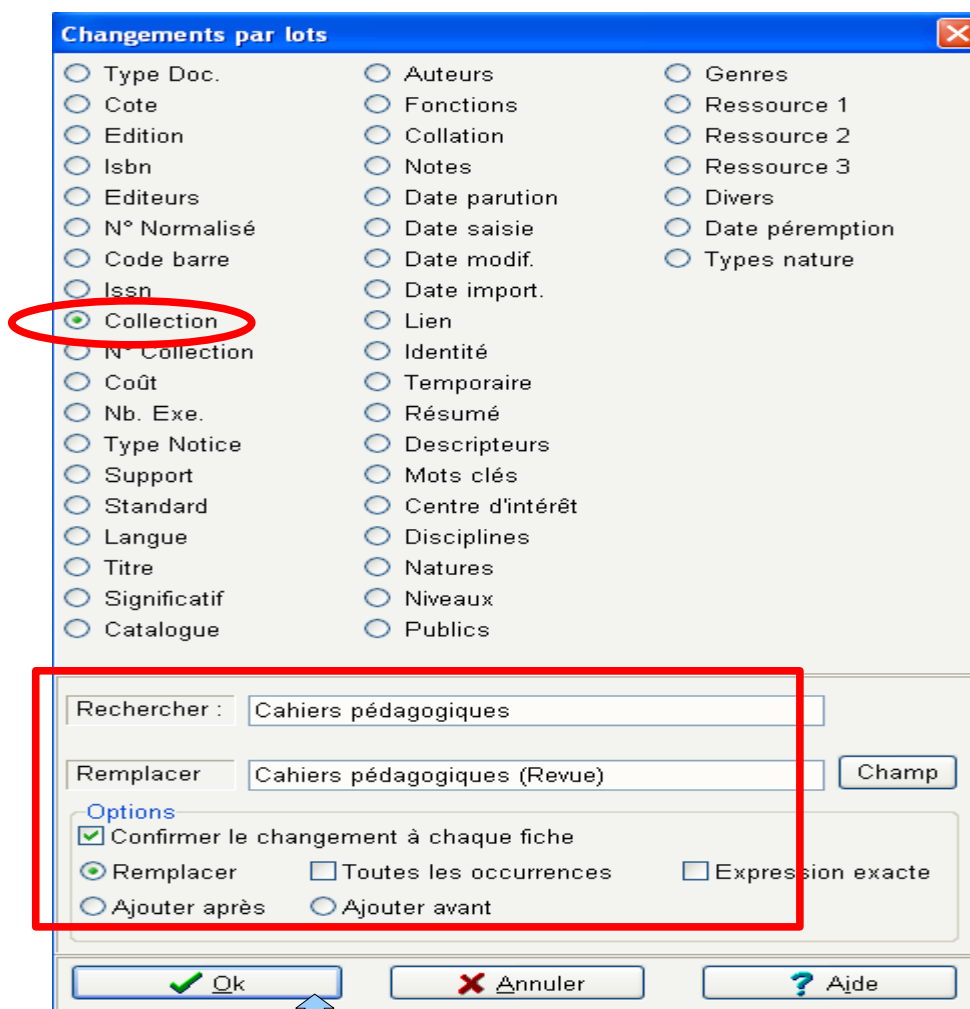 Changements par lots
Type Doc.
Cote
Edition
Isbn
Editeurs
N° Normalisé
Code barre
Issn
Collection
N° Collection
Coût
Nb. Exe.
Type Notice
Support
Standard
Langue
Titre
Significatif
Catalogue
Auteurs
Fonctions
Collation
Notes
Date parution
Date saisie
Date modif.
Date import.
Lien
Identité
Temporaire
Résumé
Descripteurs
Mots clés
Centre d'intérêt
Disciplines
Natures
Niveaux
Publics
Genres
Ressource 1
Ressource 2
Ressource 3
Divers
Date péremption
Types nature
Rechercher : Cahiers pédagogiques
Remplacer Cahiers pédagogiques (Revue) Champ
Options
Confirmer le changement à chaque fiche
Remplacer Toutes les occurrences Expression exacte
Ajouter après Ajouter avant
Ok Annuler Aide